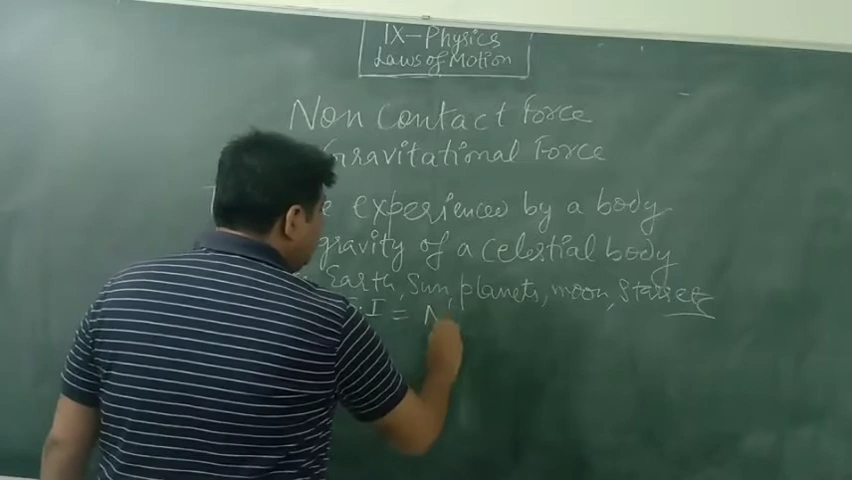 IX-Physics
Laws of Motion
Non Contact Force
Gravitational Force
experienced by a body
gravity of a celestial body
Earth, Sun, planets, moon, Stars etc
S.I = N